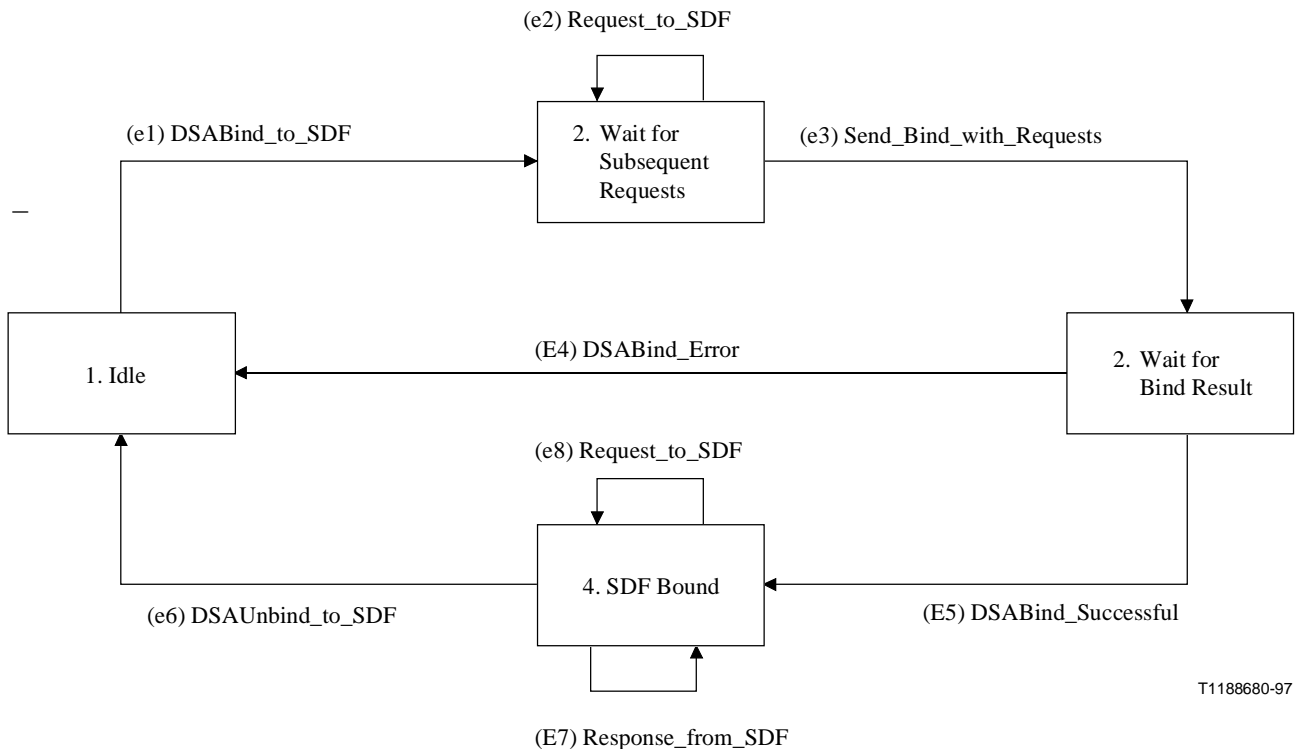 (e2) Request_to_SDF
(e1) DSABind_to_SDF
2. Wait for
Subsequent
Requests
(e3) Send_Bind_with_Requests
1. Idle
(E4) DSABind_Error
2. Wait for
Bind Result
(e8) Request_to_SDF
4. SDF Bound
(e6) DSAUnbind_to_SDF
(E5) DSABind_Successful
T1188680-97
(E7) Response_from_SDF